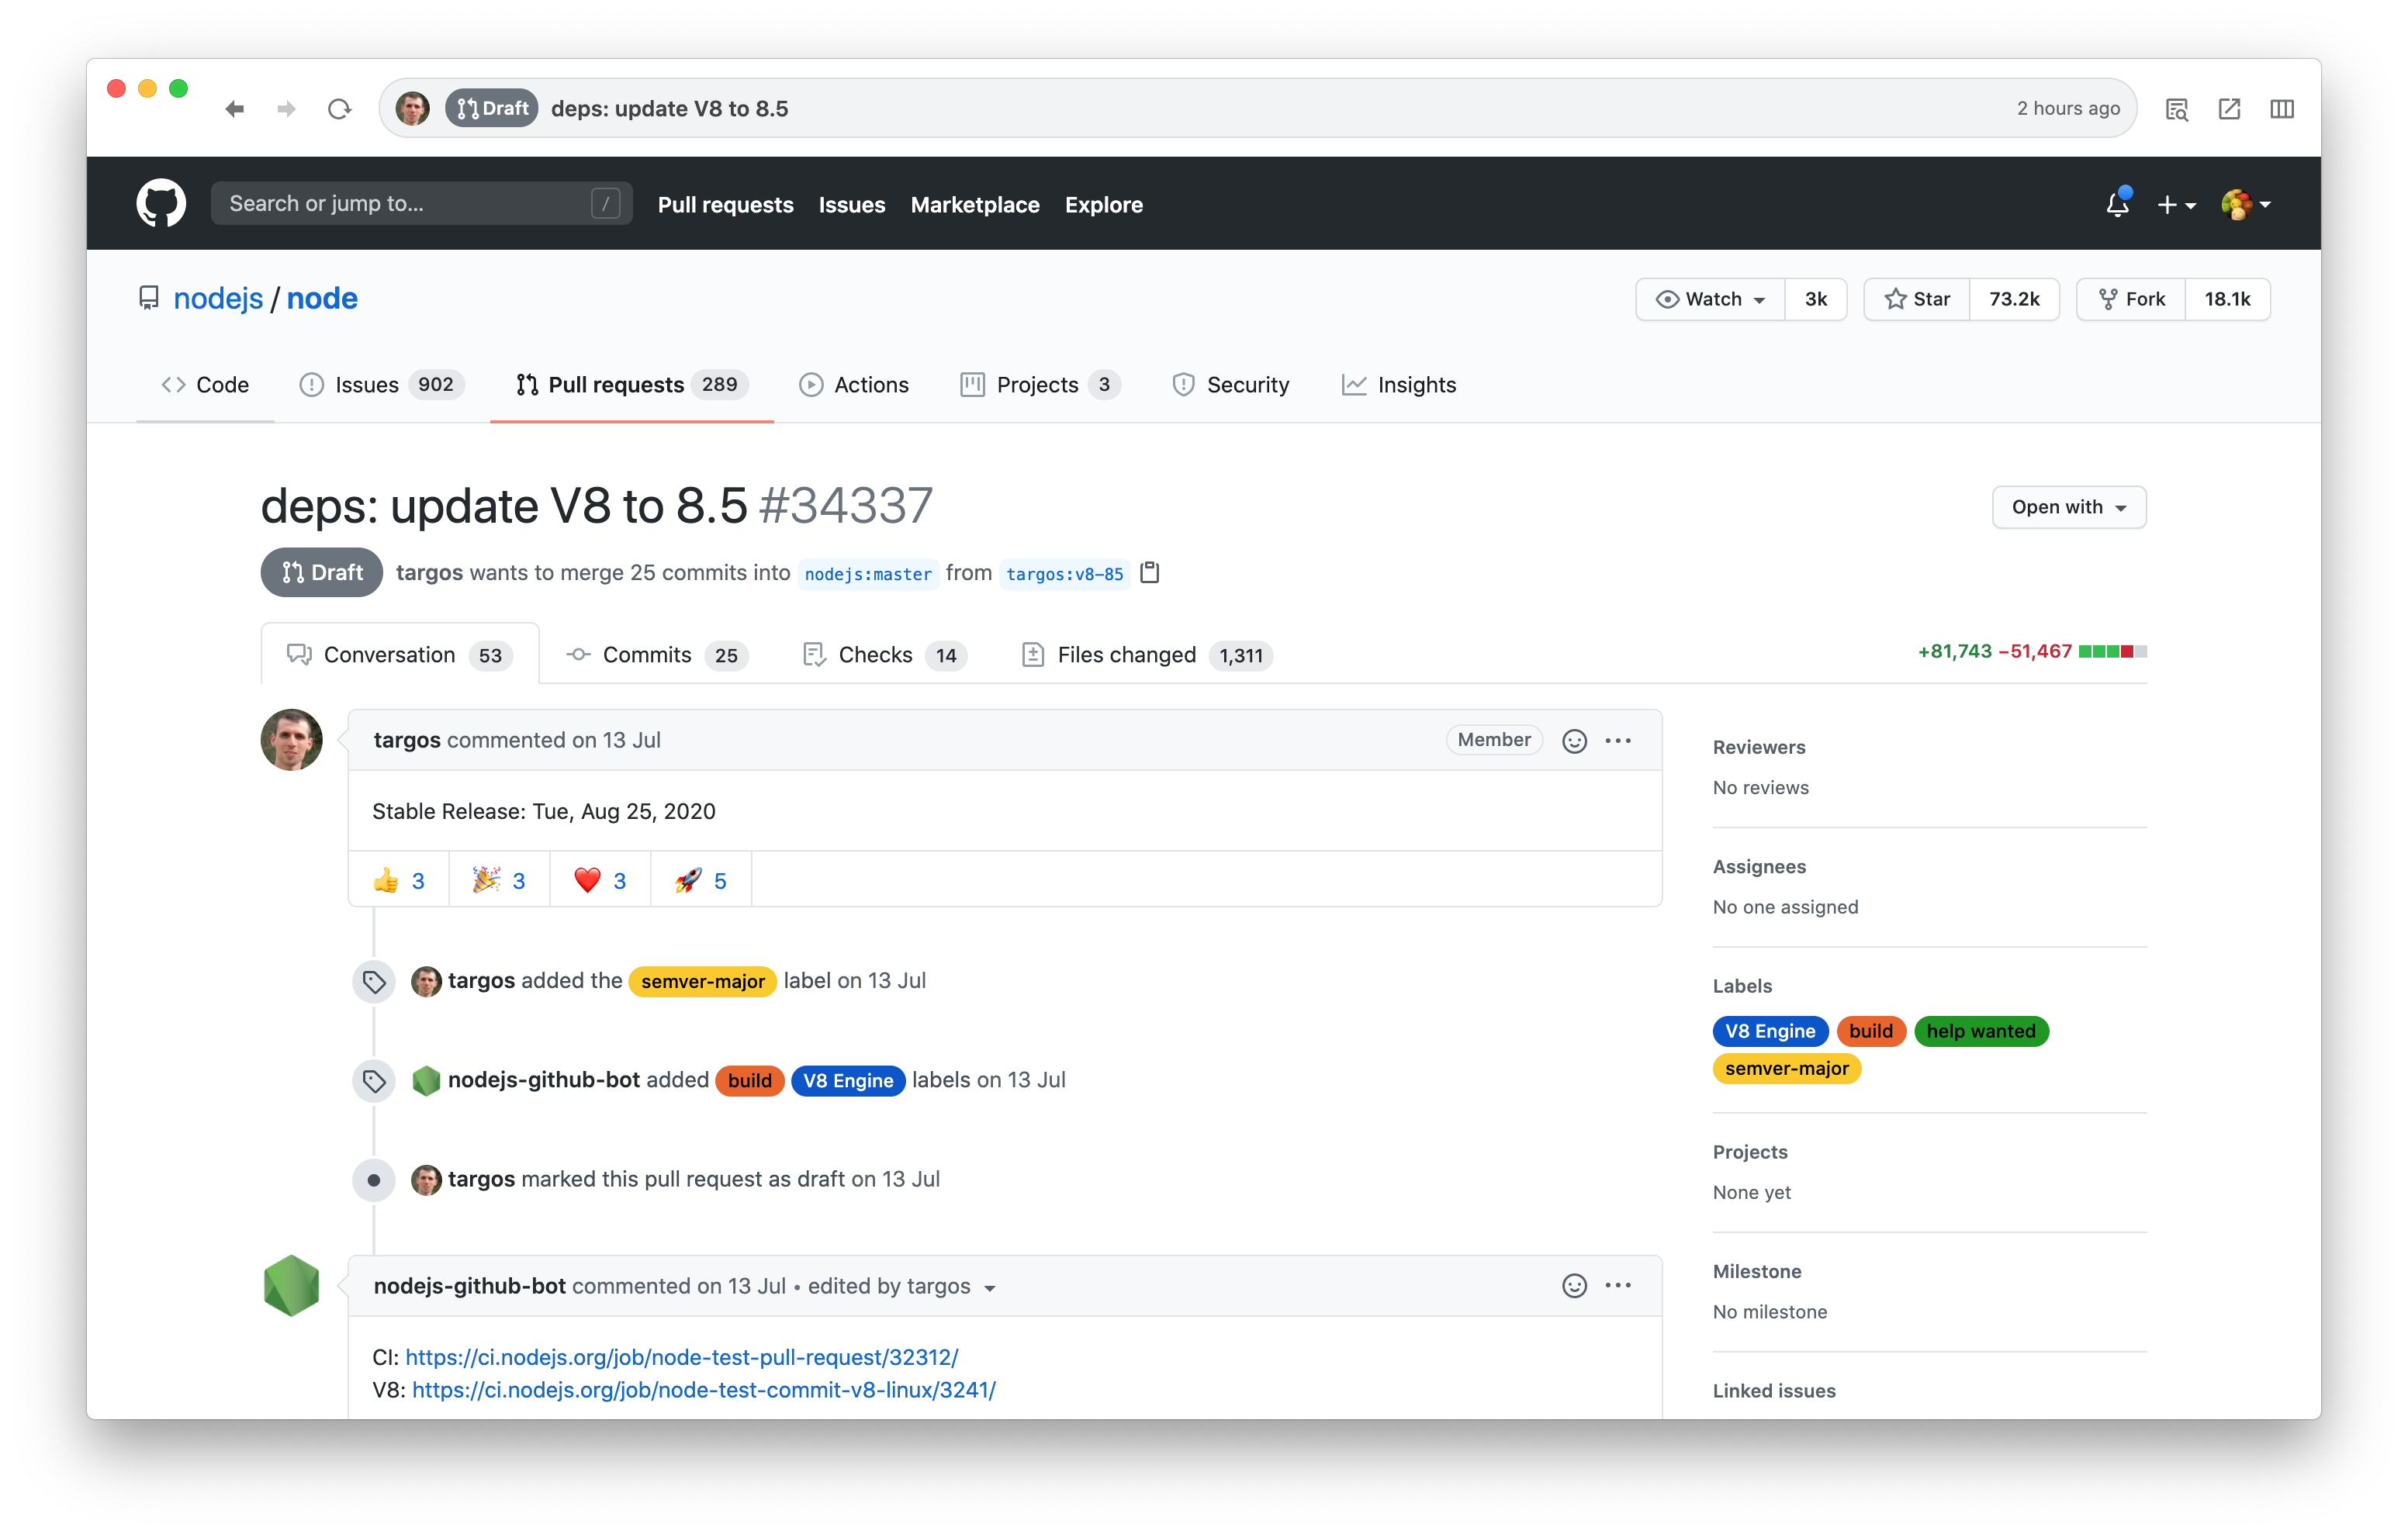 Draft deps: update V8 to 8.5 2 hours ago
Search or jump to... / Pull requests Issues Marketplace Explore
nodejs / node Watch 3k Star 73.2k Fork 18.1k
Code Issues 902 Pull requests 289 Actions Projects 3 Security Insights
deps: update V8 to 8.5 #34337 Open with
Draft targos wants to merge 25 commits into nodejs:master from targos:v8-85
Conversation 53 Commits 25 Checks 14 Files changed 1,311 +81,743 −51,467
targos commented on 13 Jul Member
Stable Release: Tue, Aug 25, 2020
👍 3 🎉 3 ❤️ 3 🚀 5
targos added the semver-major label on 13 Jul
nodejs-github-bot added build V8 Engine labels on 13 Jul
targos marked this pull request as draft on 13 Jul
nodejs-github-bot commented on 13 Jul • edited by targos
CI: https://ci.nodejs.org/job/node-test-pull-request/32312/
V8: https://ci.nodejs.org/job/node-test-commit-v8-linux/3241/
Reviewers
No reviews
Assignees
No one assigned
Labels
V8 Engine build help wanted
semver-major
Projects
None yet
Milestone
No milestone
Linked issues